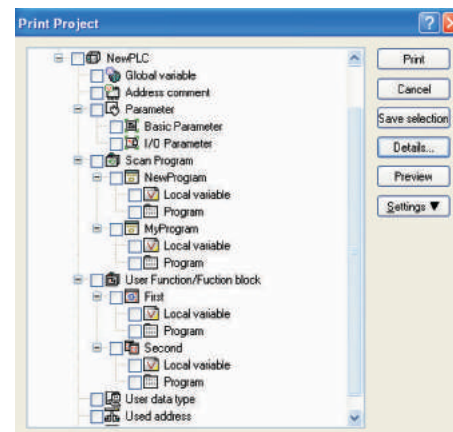 Print Project
NewPLC
Global variable
Address comment
Parameter
Basic Parameter
I/O Parameter
Scan Program
NewProgram
Local variable
Program
MyProgram
Local variable
Program
User Function/Fuction block
First
Local variable
Program
Second
Local variable
Program
User data type
Used address
Print
Cancel
Save selection
Details...
Preview
Settings ▼